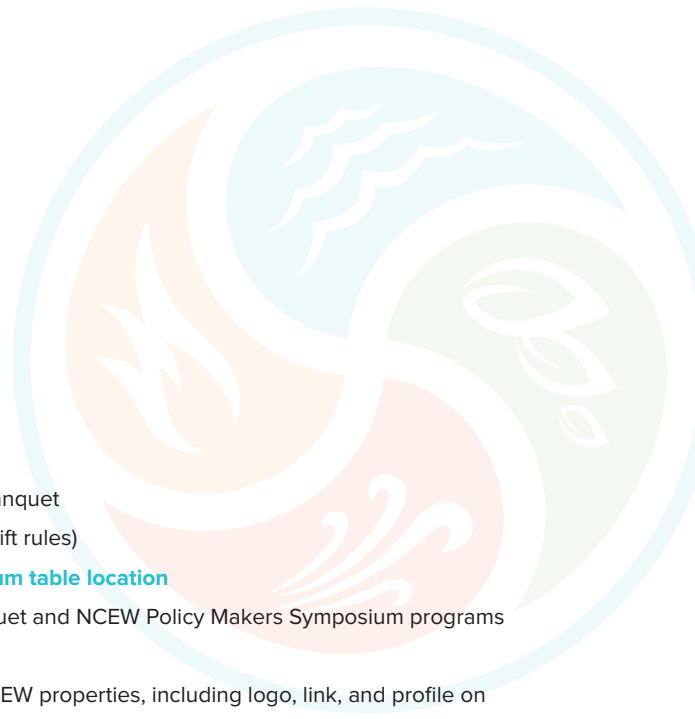 nquet
ift rules)
um table location
uet and NCEW Policy Makers Symposium programs
EW properties, including logo, link, and profile on